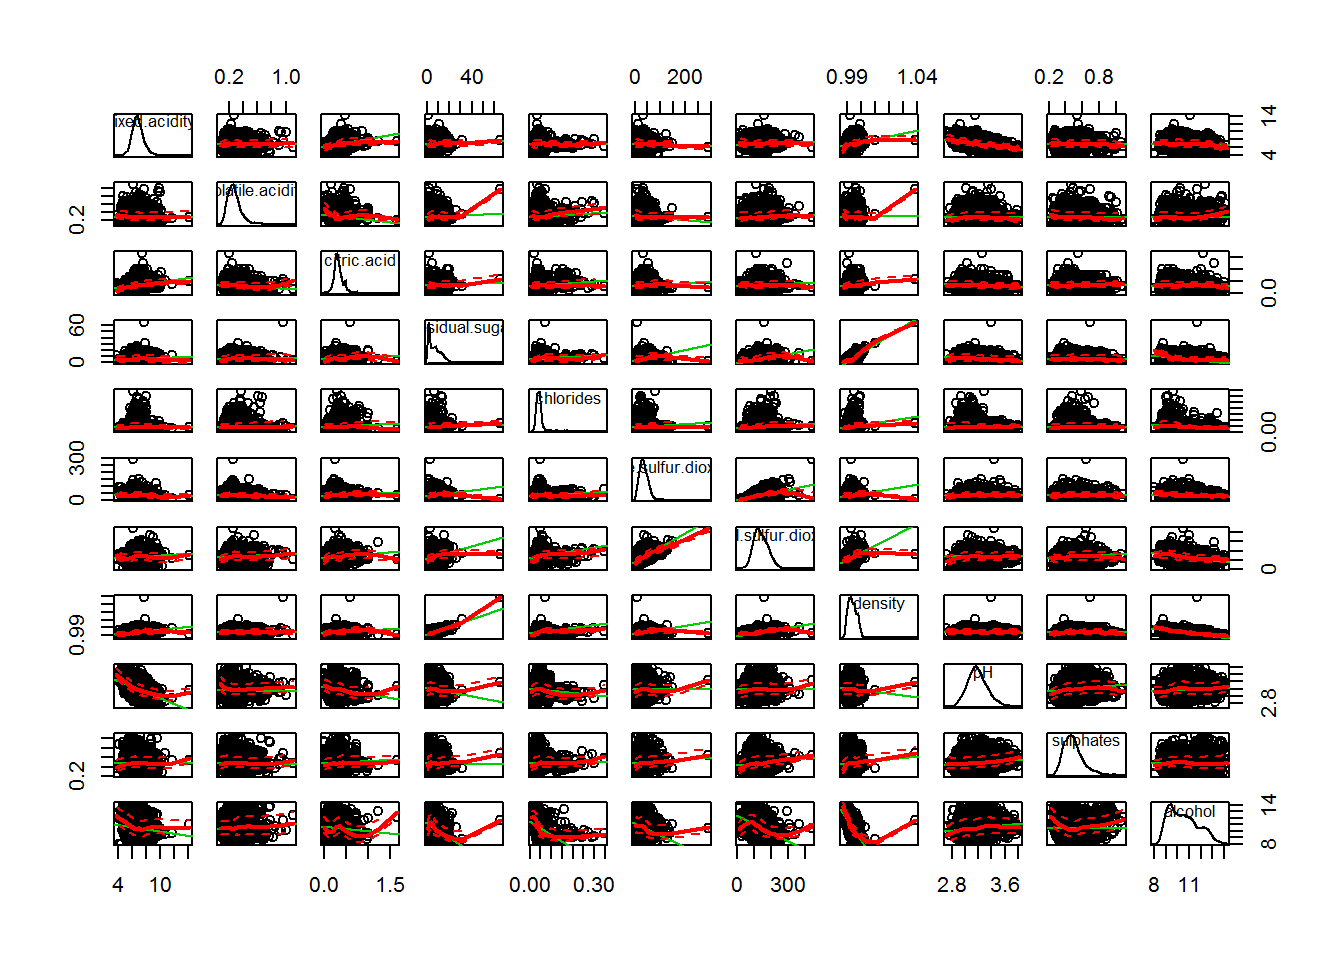 0.2 1.0 0 40 0 200 0.99 1.04 0.2 0.8
ixed.acidity 14
4
0.2 olatile.acidit
citric.acid 0.0
60
0 sidual.suga
chlorides 0.00
300
0 e.sulfur.diox
l.sulfur.diox 0
0.99 density
pH 2.8
0.2 sulphates
alcohol 14
8
4 10 0.0 1.5 0.00 0.30 0 300 2.8 3.6 8 11